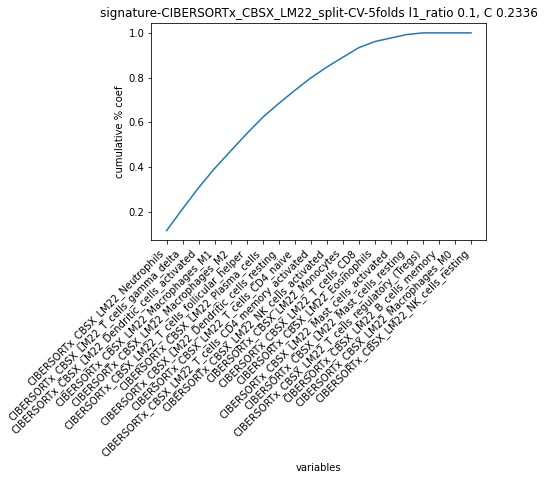 signature-CIBERSORTx_CBSX_LM22_split-CV-5folds l1_ratio 0.1, C 0.2336
1.0
0.8
0.6
0.4
0.2
cumulative % coef
CIBERSORTx_CBSX_LM22_Neutrophils
CIBERSORTx_CBSX_LM22_T_cells_gamma_delta
CIBERSORTx_CBSX_LM22_Dendritic_cells_activated
CIBERSORTx_CBSX_LM22_Macrophages_M1
CIBERSORTx_CBSX_LM22_Macrophages_M2
CIBERSORTx_CBSX_LM22_T_cells_follicular_helper
CIBERSORTx_CBSX_LM22_Plasma_cells
CIBERSORTx_CBSX_LM22_Dendritic_cells_resting
CIBERSORTx_CBSX_LM22_T_cells_CD4_naive
CIBERSORTx_CBSX_LM22_T_cells_CD4_memory_activated
CIBERSORTx_CBSX_LM22_NK_cells_activated
CIBERSORTx_CBSX_LM22_Monocytes
CIBERSORTx_CBSX_LM22_T_cells_CD8
CIBERSORTx_CBSX_LM22_Eosinophils
CIBERSORTx_CBSX_LM22_Mast_cells_activated
CIBERSORTx_CBSX_LM22_Mast_cells_resting
CIBERSORTx_CBSX_LM22_T_cells_regulatory_(Tregs)
CIBERSORTx_CBSX_LM22_B_cells_memory
CIBERSORTx_CBSX_LM22_Macrophages_M0
CIBERSORTx_CBSX_LM22_NK_cells_resting
variables